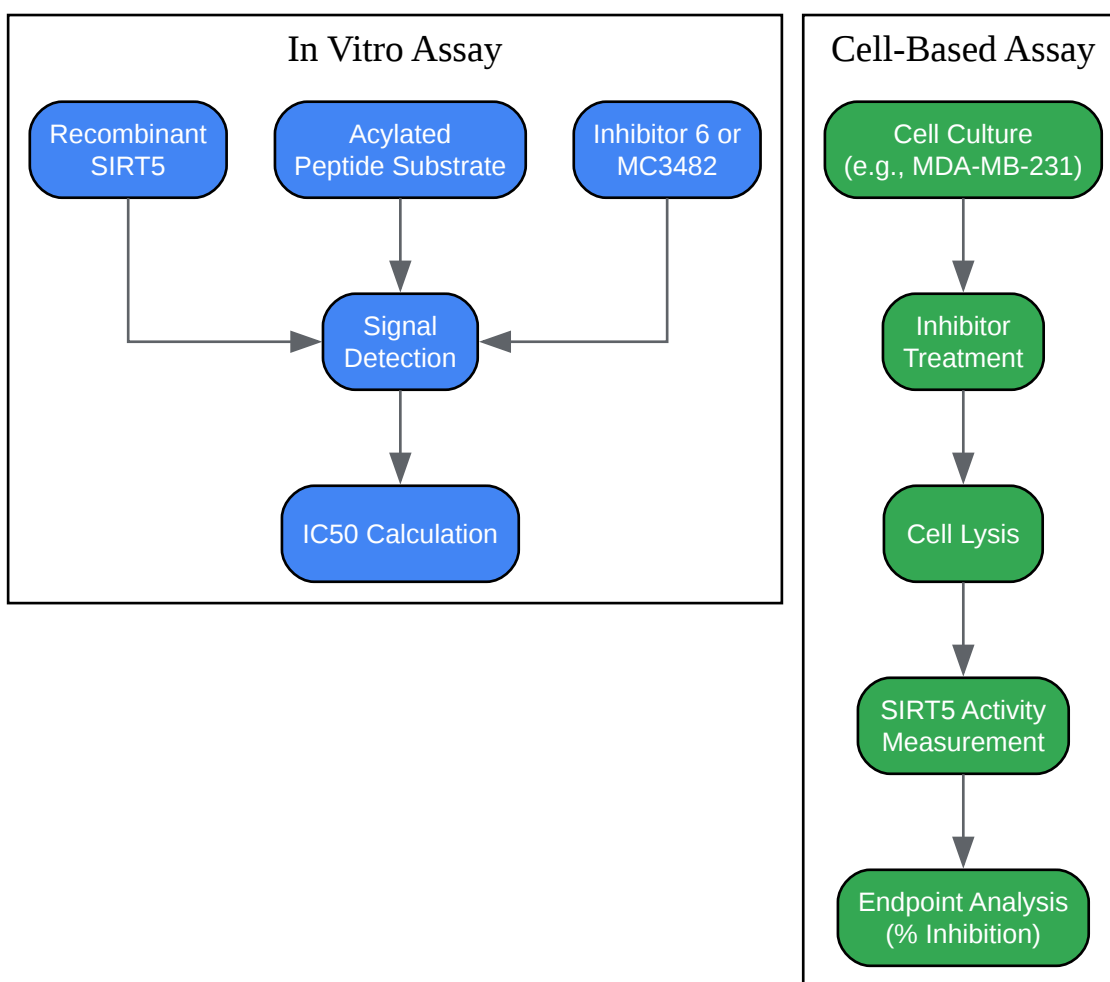 In Vitro Assay
Recombinant
SIRT5
Acylated
Peptide Substrate
Inhibitor 6 or
MC3482
Signal
Detection
IC50 Calculation
Cell-Based Assay
Cell Culture
(e.g., MDA-MB-231)
Inhibitor
Treatment
Cell Lysis
SIRT5 Activity
Measurement
Endpoint Analysis
(% Inhibition)